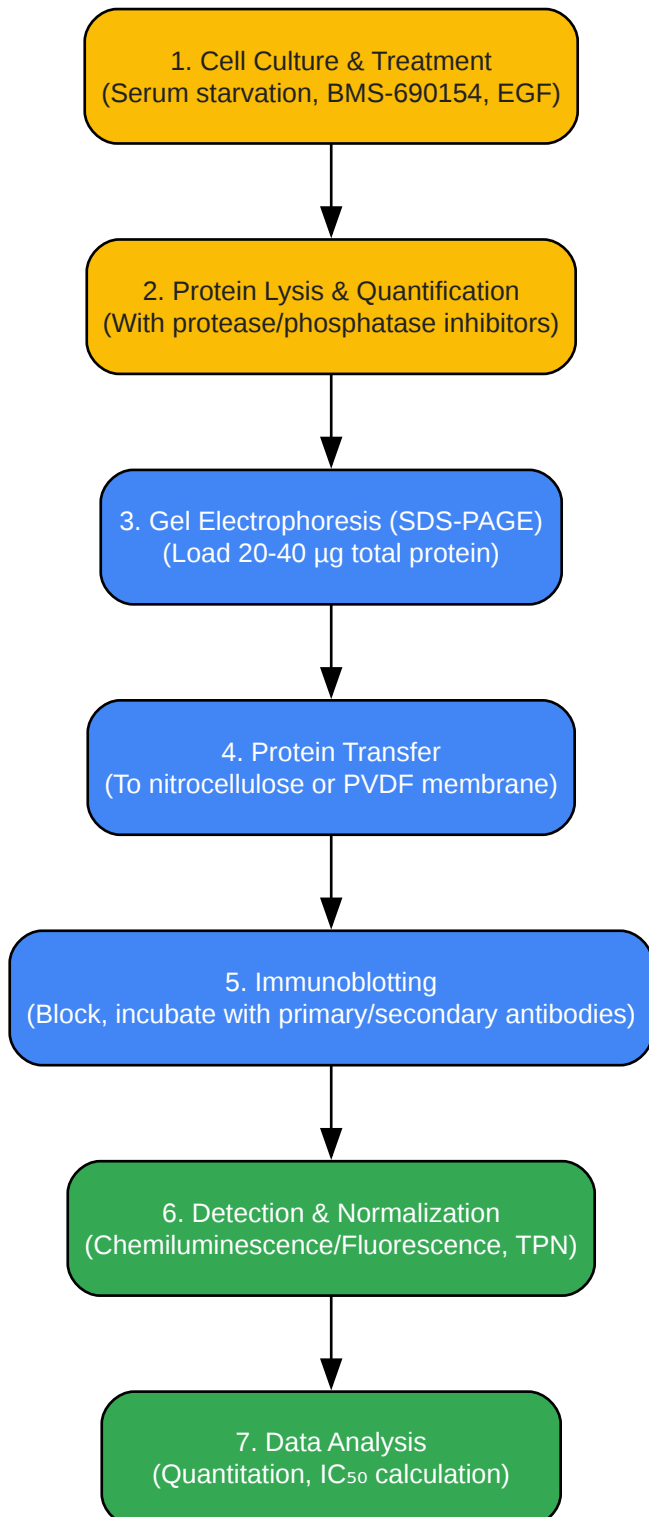 1. Cell Culture & Treatment
(Serum starvation, BMS-690154, EGF)
2. Protein Lysis & Quantification
(With protease/phosphatase inhibitors)
3. Gel Electrophoresis (SDS-PAGE)
(Load 20-40 µg total protein)
4. Protein Transfer
(To nitrocellulose or PVDF membrane)
5. Immunoblotting
(Block, incubate with primary/secondary antibodies)
6. Detection & Normalization
(Chemiluminescence/Fluorescence, TPN)
7. Data Analysis
(Quantitation, IC₅₀ calculation)